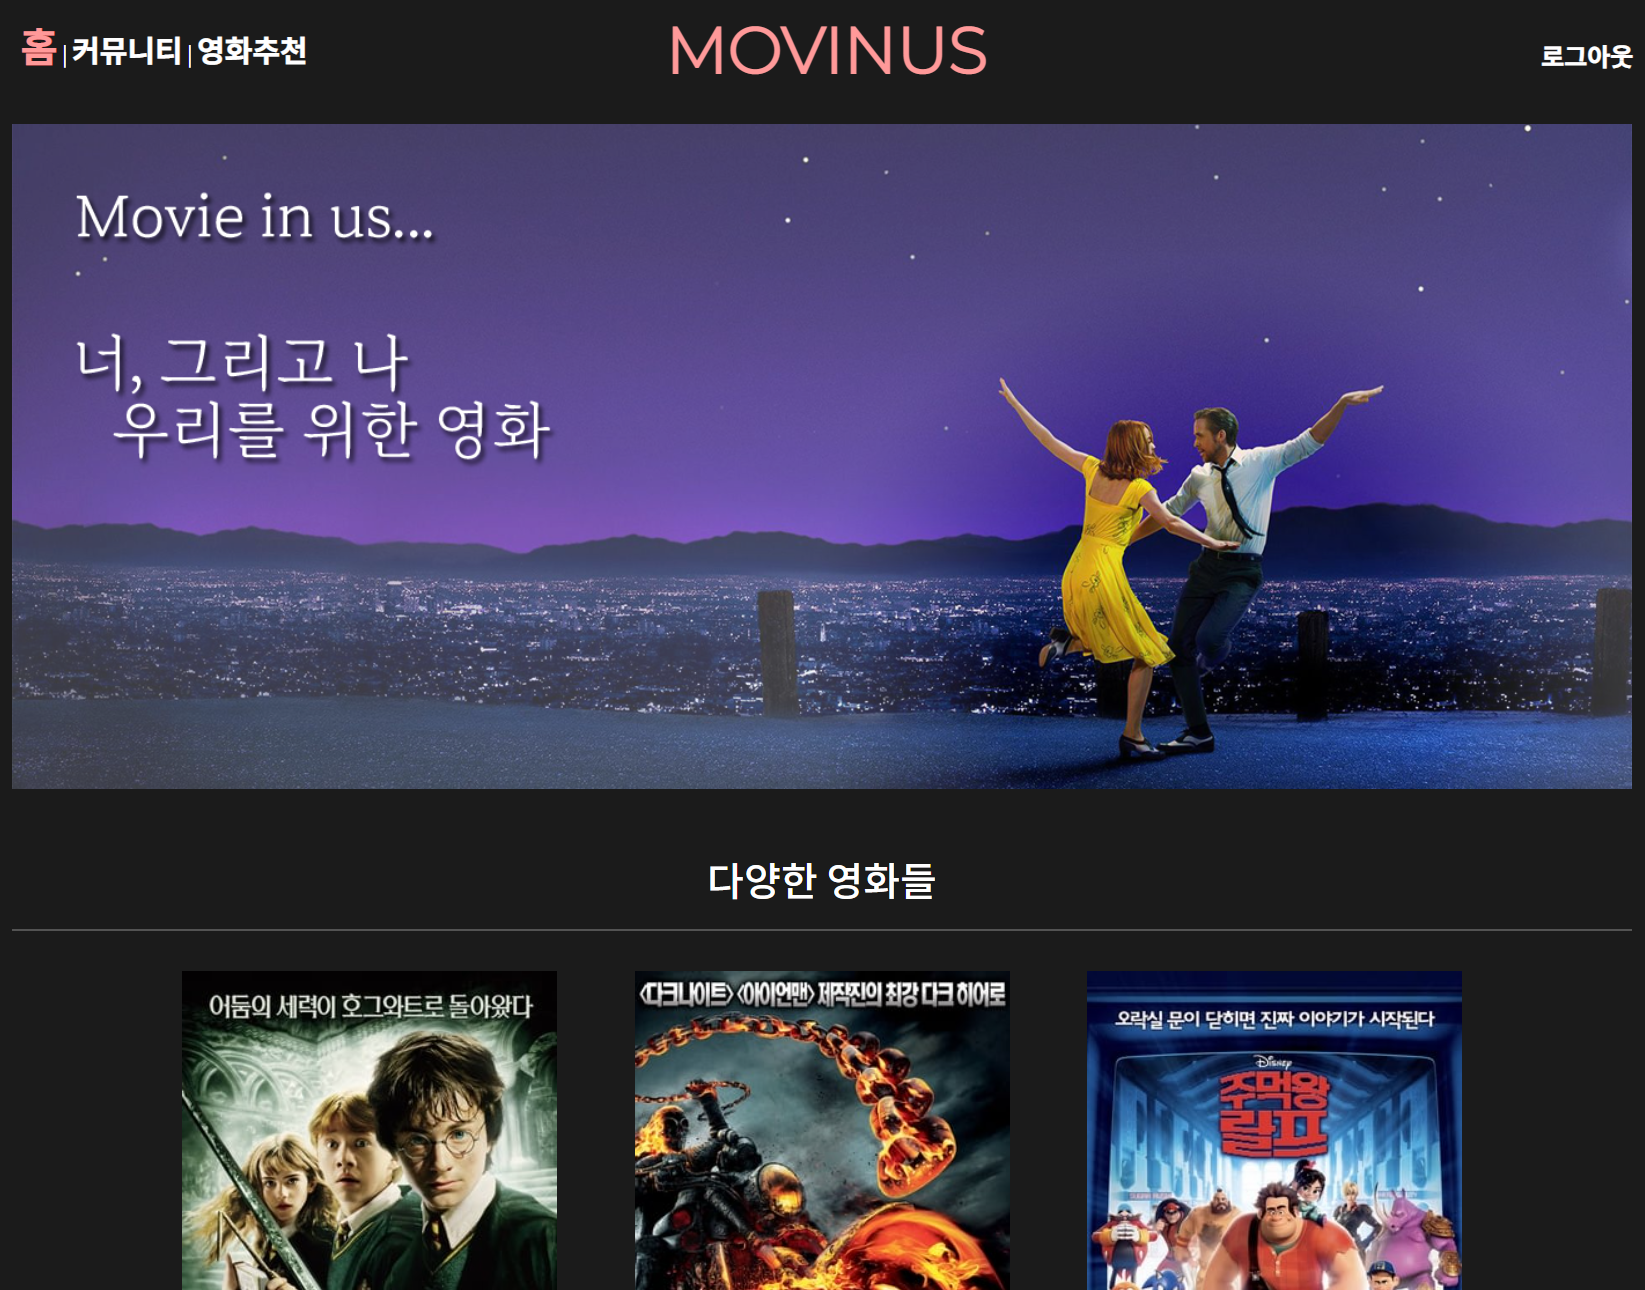 홈 | 커뮤니티 | 영화추천
MOVINUS
로그아웃
Movie in us...
너, 그리고 나
우리를 위한 영화
다양한 영화들
어둠의 세력이 호그와트로 돌아왔다
<다크나이트> <아이언맨> 제작진의 최강 다크 히어로
오락실 문이 닫히면 진짜 이야기가 시작된다
Disney
주먹왕
랄프